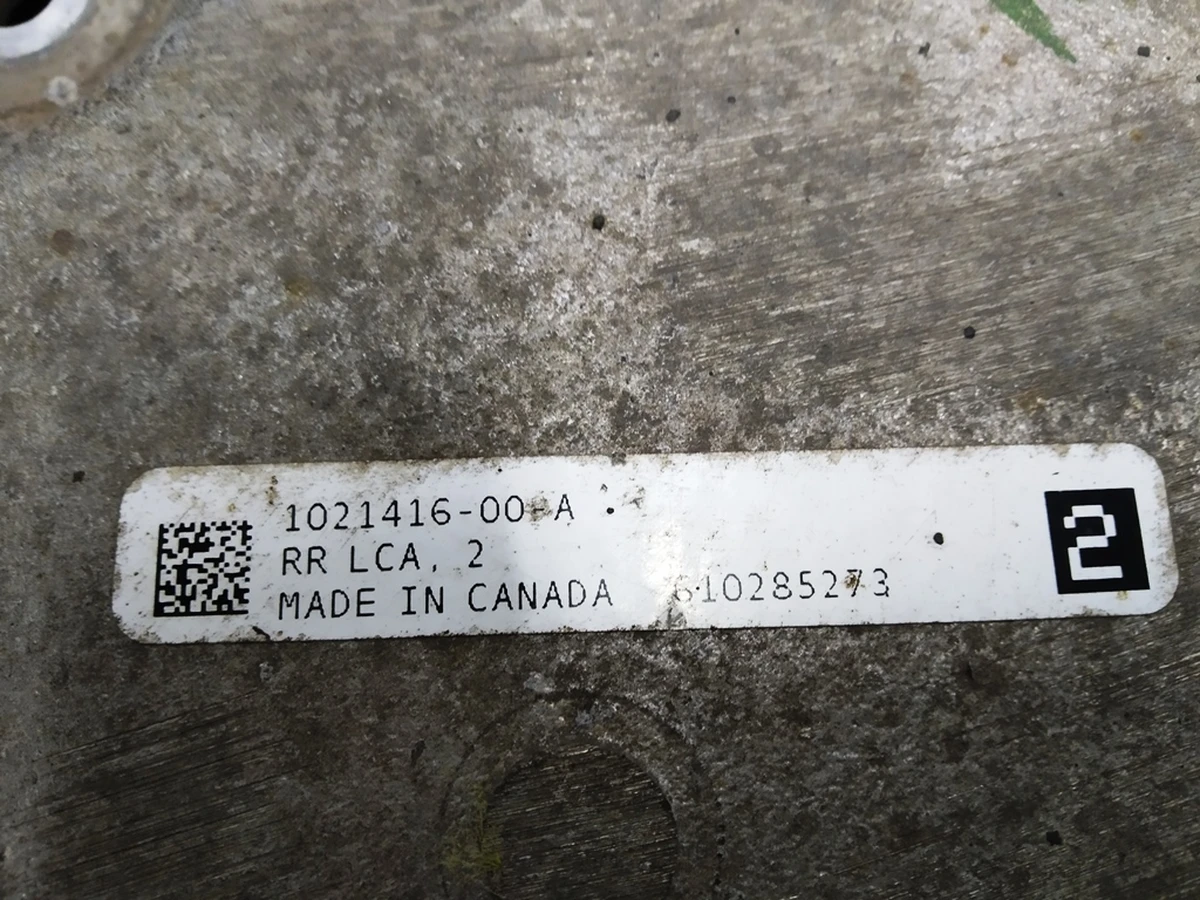 1021416-00-A
RR LCA, 2
MADE IN CANADA 610285273
2